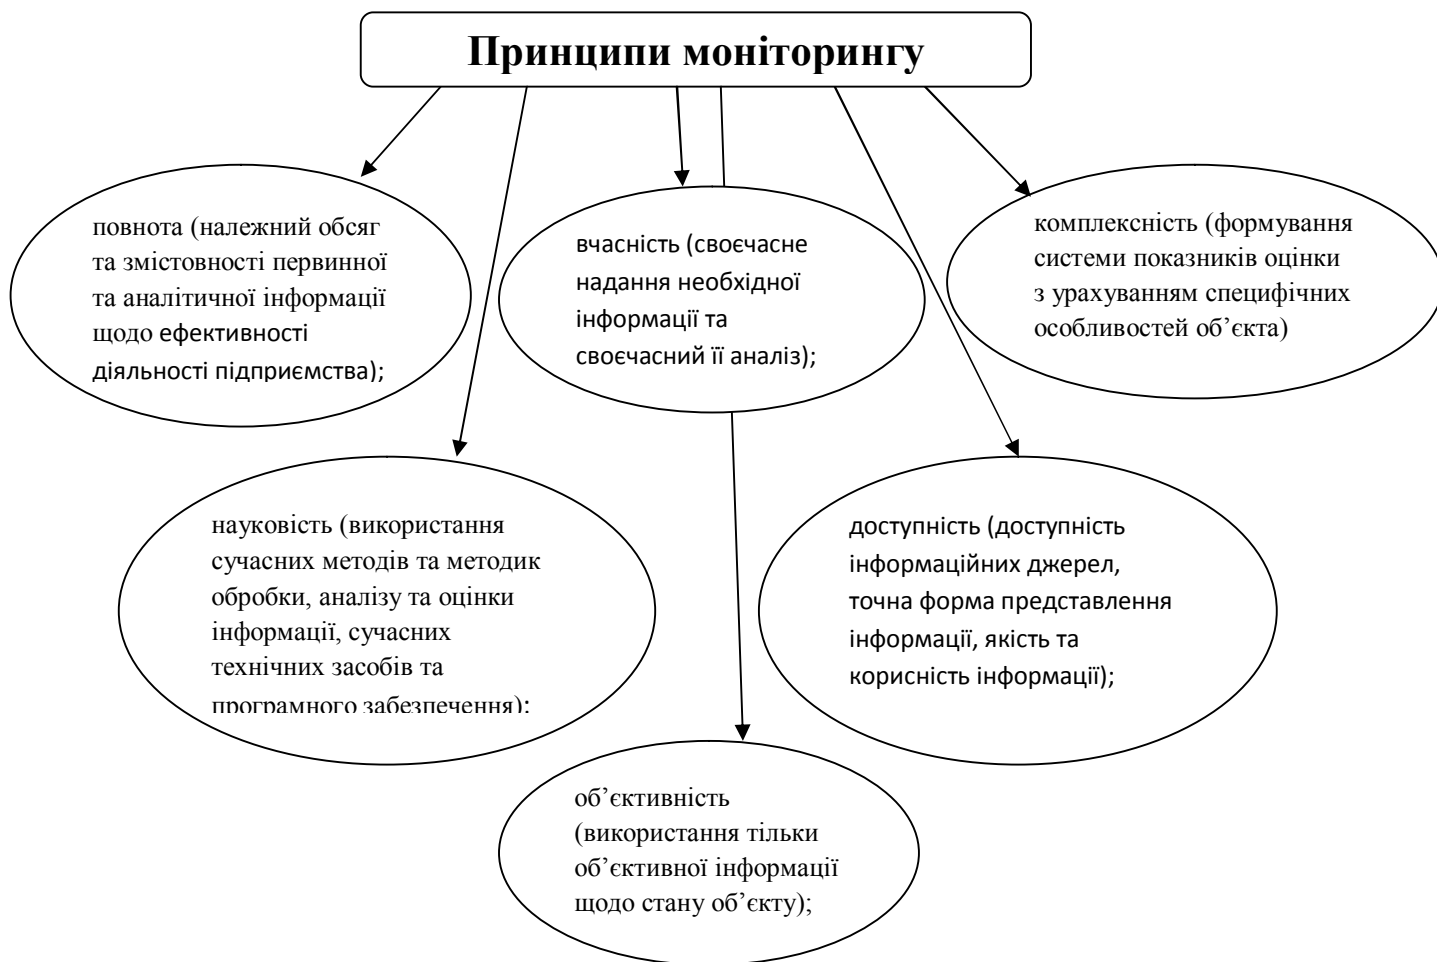 Принципи моніторингу
повнота (належний обсяг
та змістовності первинної
та аналітичної інформації
щодо ефективності
діяльності підприємства);
вчасність (своєчасне
надання необхідної
інформації та
своєчасний її аналіз);
комплексність (формування
системи показників оцінки
з урахуванням специфічних
особливостей об’єкта)
науковість (використання
сучасних методів та методик
обробки, аналізу та оцінки
інформації, сучасних
технічних засобів та
програмного забезпечення);
доступність (доступність
інформаційних джерел,
точна форма представлення
інформації, якість та
корисність інформації);
об’єктивність
(використання тільки
об’єктивної інформації
щодо стану об’єкту);